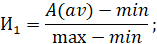 И₁ = (A(av) − min) / (max − min);